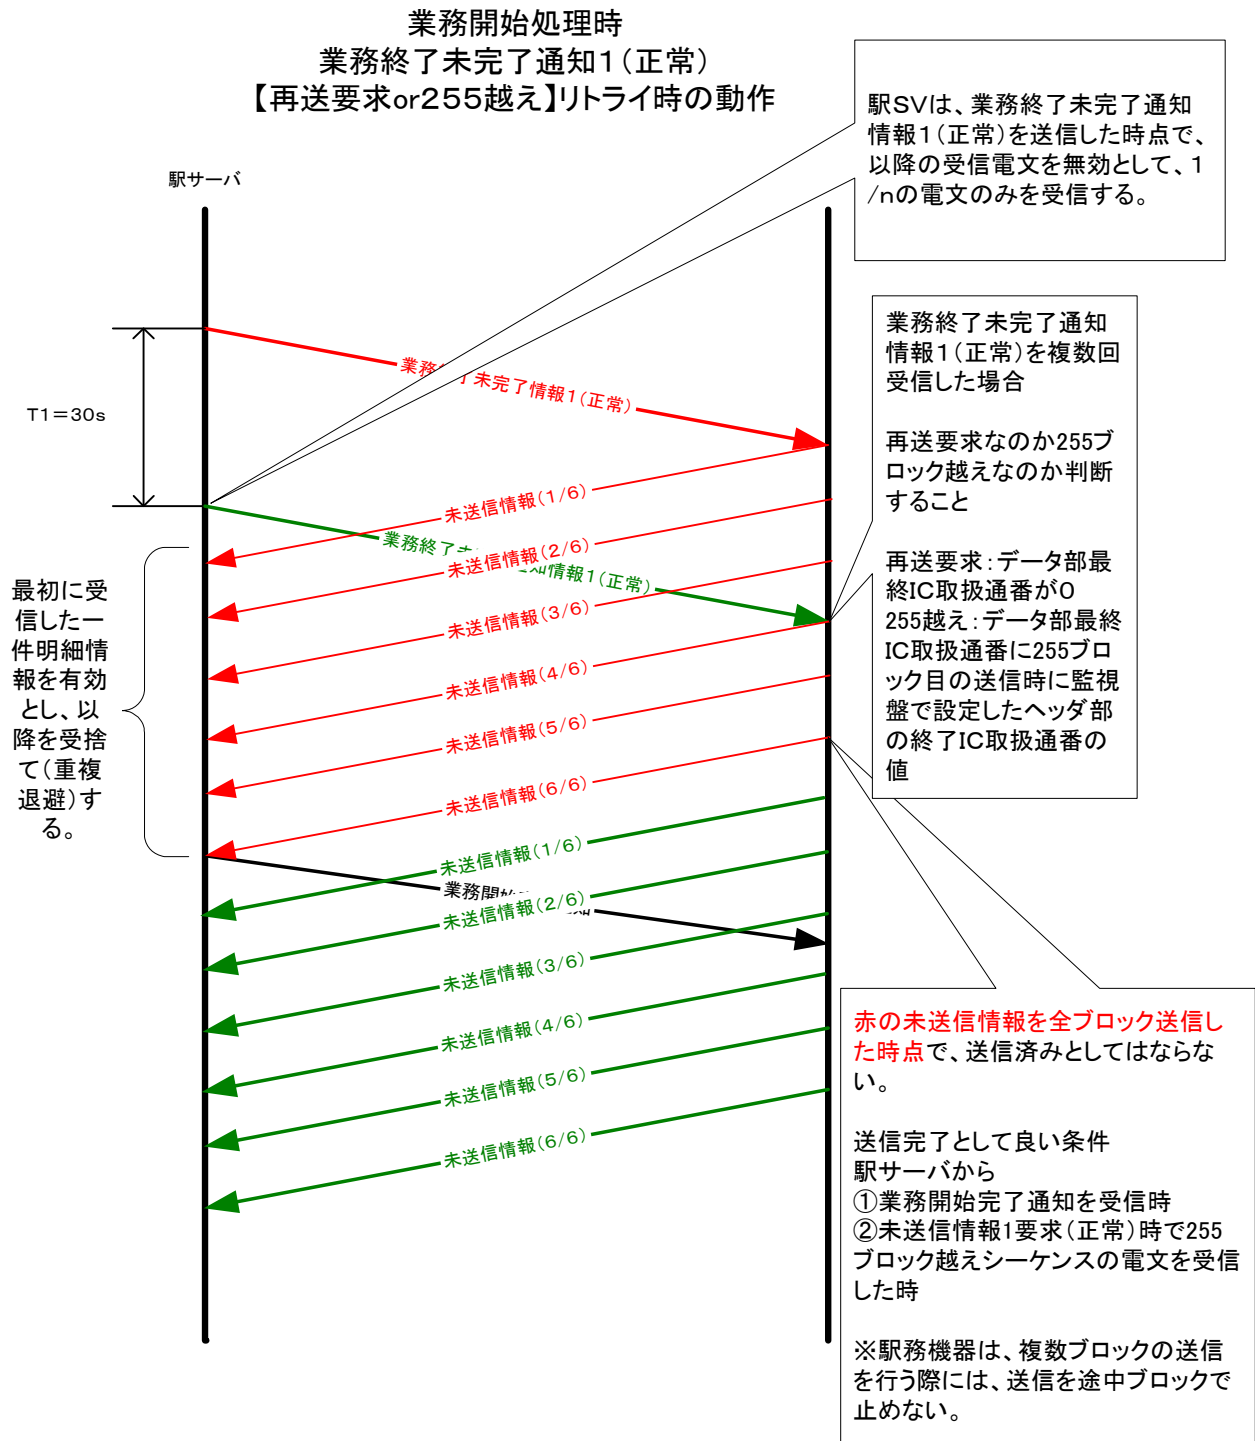 業務開始処理時
業務終了未完了通知1(正常)
【再送要求or255越え】リトライ時の動作
駅SVは、業務終了未完了通知
情報1(正常)を送信した時点で、
以降の受信電文を無効として、1
/nの電文のみを受信する。
駅サーバ
業務終了未完了情報1(正常)
T1=30s
業務終了未完了通知
情報1(正常)を複数回
受信した場合
再送要求なのか255ブ
ロック越えなのか判断
すること
再送要求:データ部最
終IC取扱通番が0
255越え:データ部最終
IC取扱通番に255ブロ
ック目の送信時に監視
盤で設定したヘッダ部
の終了IC取扱通番の
値
未送信情報(1/6)
業務終了未 知情報1(正常)
未送信情報(2/6)
未送信情報(3/6)
未送信情報(4/6)
未送信情報(5/6)
未送信情報(6/6)
最初に受
信した一
件明細情
報を有効
とし、以
降を受捨
て(重複
退避)す
る。
未送信情報(1/6)
業務開始
未送信情報(2/6)
未送信情報(3/6)
未送信情報(4/6)
未送信情報(5/6)
未送信情報(6/6)
赤の未送信情報を全ブロック送信し
た時点で、送信済みとしてはならな
い。
送信完了として良い条件
駅サーバから
①業務開始完了通知を受信時
②未送信情報1要求(正常)時で255
ブロック越えシーケンスの電文を受信
した時
※駅務機器は、複数ブロックの送信
を行う際には、送信を途中ブロックで
止めない。